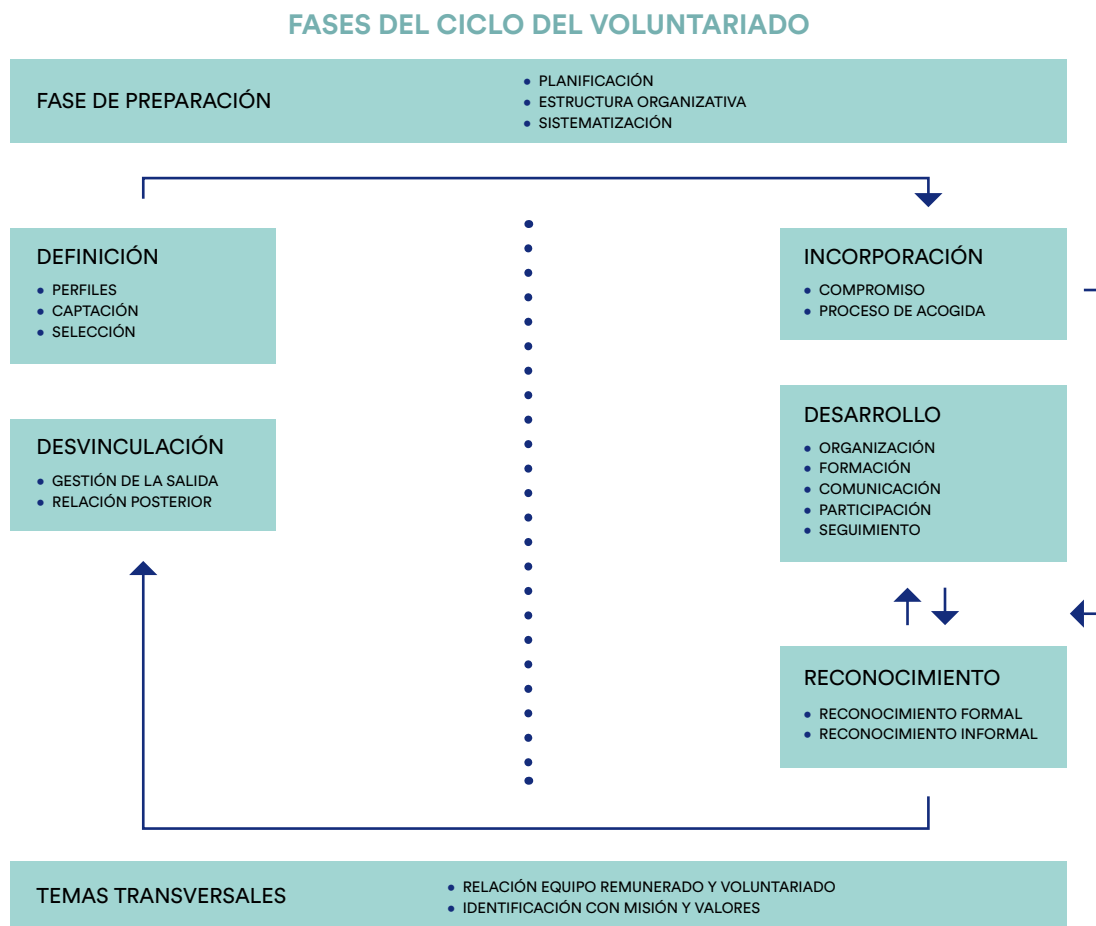 FASES DEL CICLO DEL VOLUNTARIADO
FASE DE PREPARACIÓN
• PLANIFICACIÓN
• ESTRUCTURA ORGANIZATIVA
• SISTEMATIZACIÓN
DEFINICIÓN
• PERFILES
• CAPTACIÓN
• SELECCIÓN
INCORPORACIÓN
• COMPROMISO
• PROCESO DE ACOGIDA
DESVINCULACIÓN
• GESTIÓN DE LA SALIDA
• RELACIÓN POSTERIOR
DESARROLLO
• ORGANIZACIÓN
• FORMACIÓN
• COMUNICACIÓN
• PARTICIPACIÓN
• SEGUIMIENTO
RECONOCIMIENTO
• RECONOCIMIENTO FORMAL
• RECONOCIMIENTO INFORMAL
TEMAS TRANSVERSALES
• RELACIÓN EQUIPO REMUNERADO Y VOLUNTARIADO
• IDENTIFICACIÓN CON MISIÓN Y VALORES